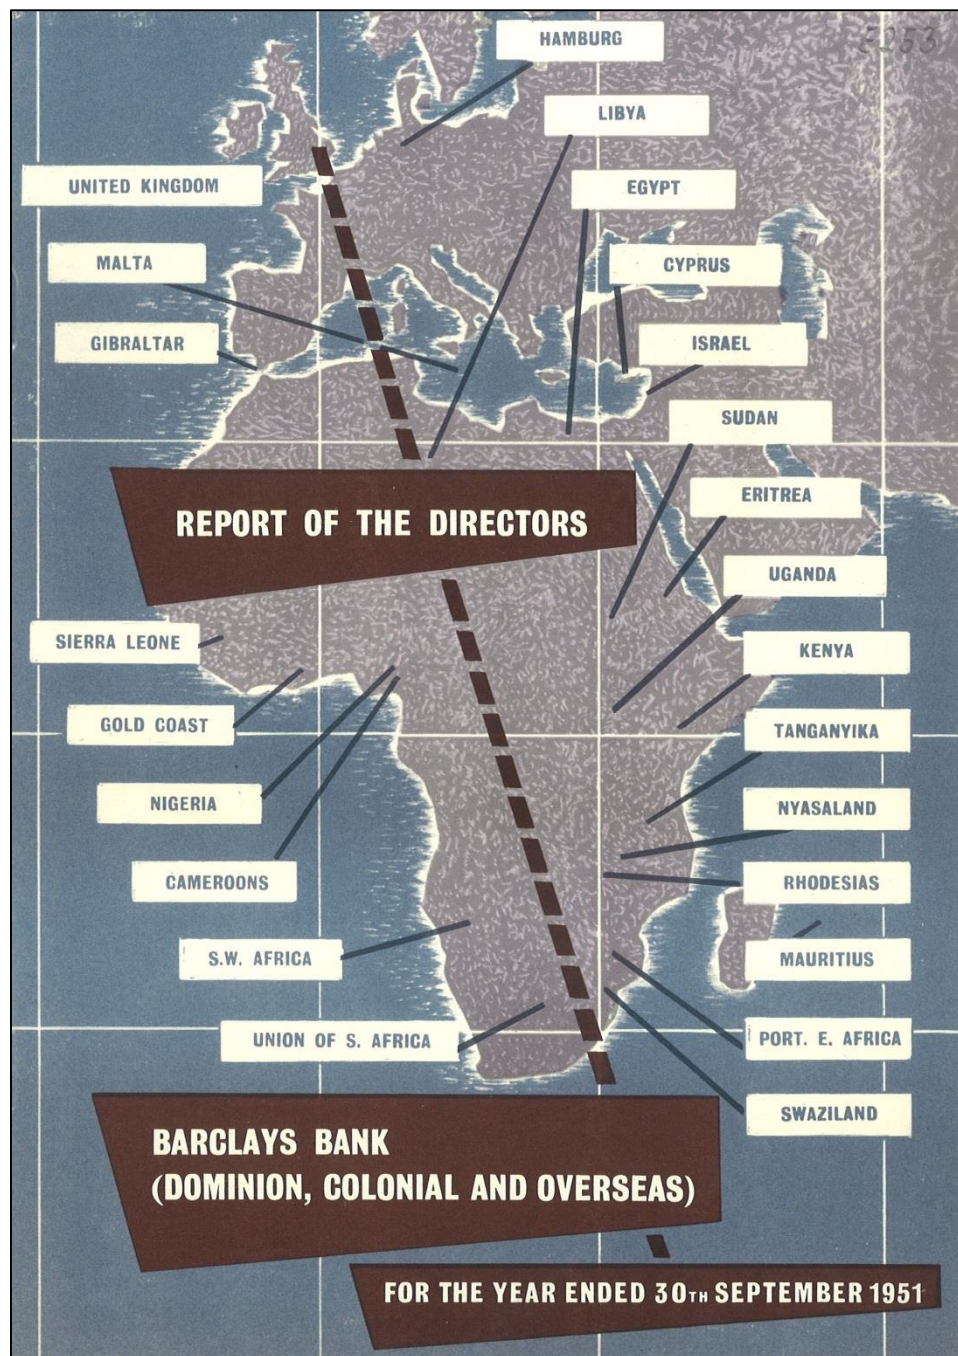 5253
HAMBURG
LIBYA
UNITED KINGDOM
EGYPT
MALTA
CYPRUS
GIBRALTAR
ISRAEL
SUDAN
ERITREA
REPORT OF THE DIRECTORS
UGANDA
SIERRA LEONE
KENYA
GOLD COAST
TANGANYIKA
NIGERIA
NYASALAND
CAMEROONS
RHODESIAS
S.W. AFRICA
MAURITIUS
UNION OF S. AFRICA
PORT. E. AFRICA
SWAZILAND
BARCLAYS BANK
(DOMINION, COLONIAL AND OVERSEAS)
FOR THE YEAR ENDED 30TH SEPTEMBER 1951